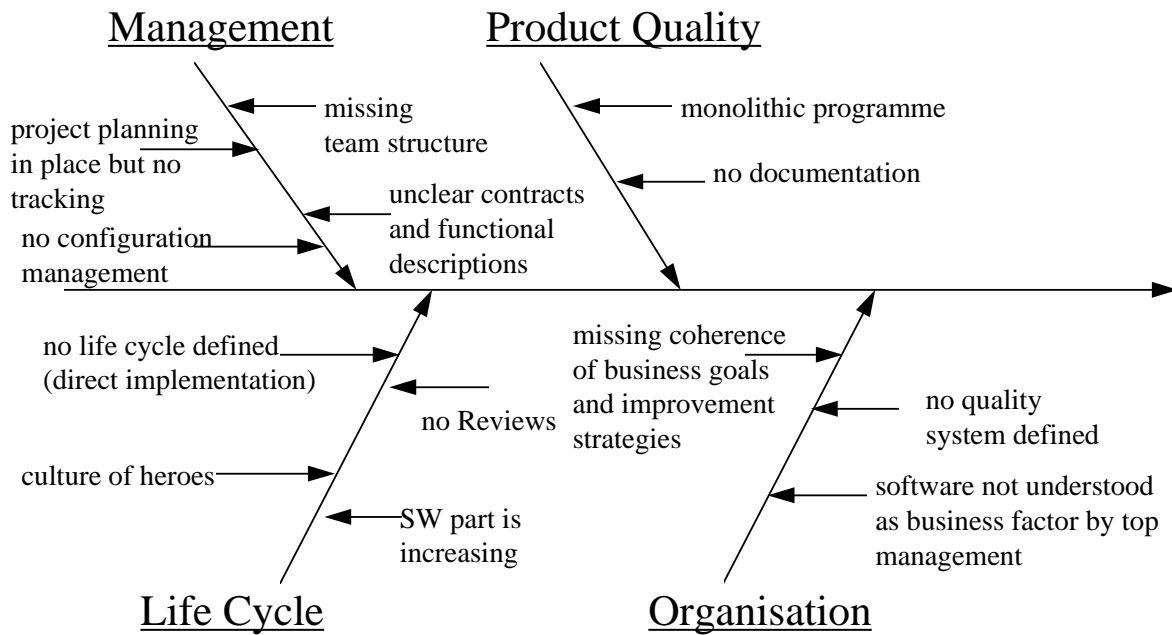 Management
Product Quality
missing
team structure
project planning
in place but no
tracking
unclear contracts
and functional
descriptions
no configuration
management
monolithic programme
no documentation
no life cycle defined
(direct implementation)
no Reviews
culture of heroes
SW part is
increasing
missing coherence
of business goals
and improvement
strategies
no quality
system defined
software not understood
as business factor by top
management
Life Cycle
Organisation